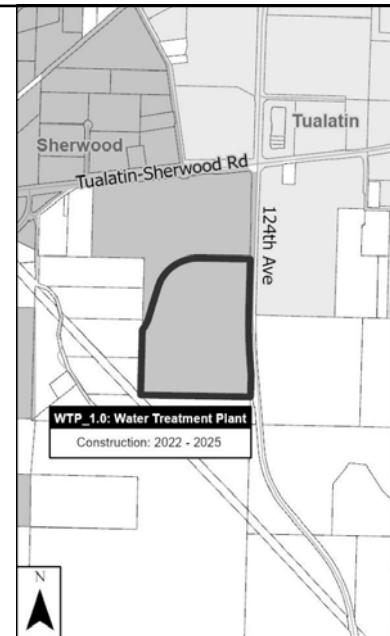 Tualatin
Sherwood
Tualatin-Sherwood Rd
124th Ave
WTP_1.0: Water Treatment Plant
Construction: 2022 - 2025
N